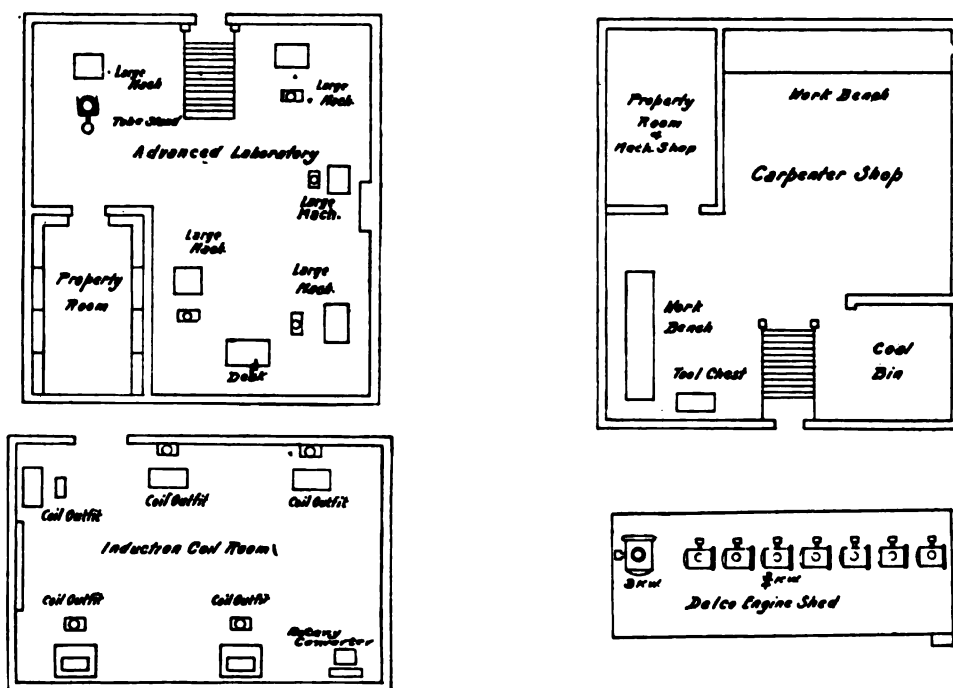 Large
Mach.
Large
Mach.
Tube Stand
Advanced Laboratory
Large
Mach.
Large
Mach.
Property
Room
Large
Mach.
Desk
Property
Room
&
Mach. Shop
Work Bench
Carpenter Shop
Work
Bench
Tool Chest
Coal
Bin
Coil Outfit
Coil Outfit
Coil Outfit
Induction Coil Room
Coil Outfit
Coil Outfit
Rotary
Converter
3 K.W.
K.W.
Delco Engine Shed